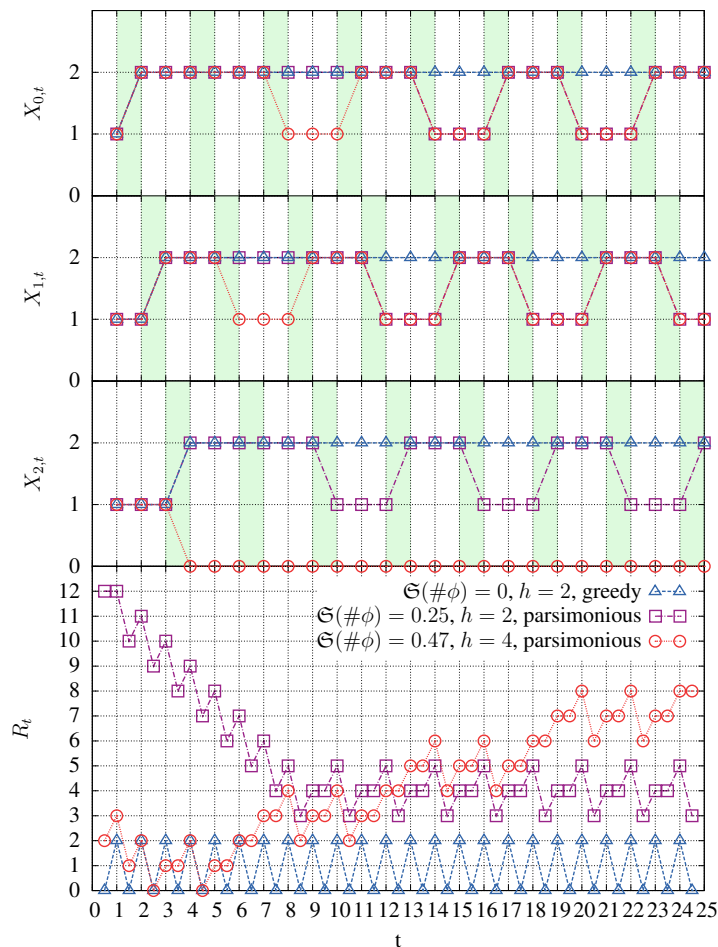 X₀,ₜ
2
1
0
X₁,ₜ
2
1
0
X₂,ₜ
2
1
0
𝔖(#ϕ) = 0, h = 2, greedy
𝔖(#ϕ) = 0.25, h = 2, parsimonious
𝔖(#ϕ) = 0.47, h = 4, parsimonious
Rₜ
12
11
10
9
8
7
6
5
4
3
2
1
0
0 1 2 3 4 5 6 7 8 9 10 11 12 13 14 15 16 17 18 19 20 21 22 23 24 25
t